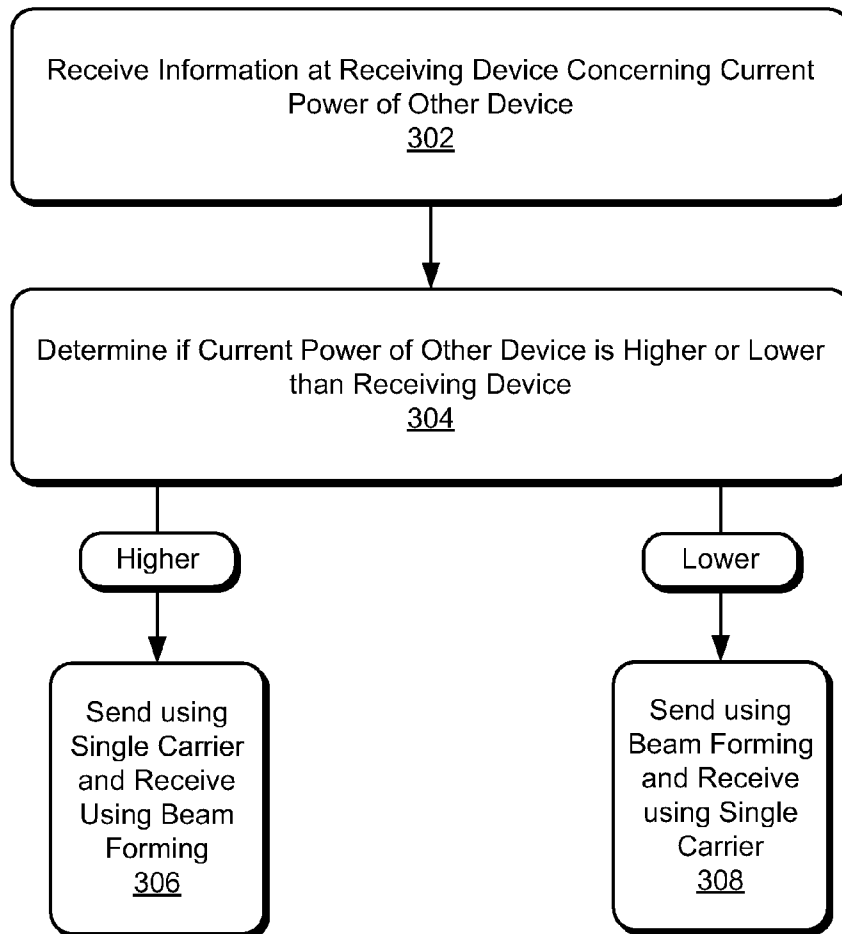 Receive Information at Receiving Device Concerning Current
Power of Other Device
302
Determine if Current Power of Other Device is Higher or Lower
than Receiving Device
304
Higher
Lower
Send using
Single Carrier
and Receive
Using Beam
Forming
306
Send using
Beam Forming
and Receive
using Single
Carrier
308